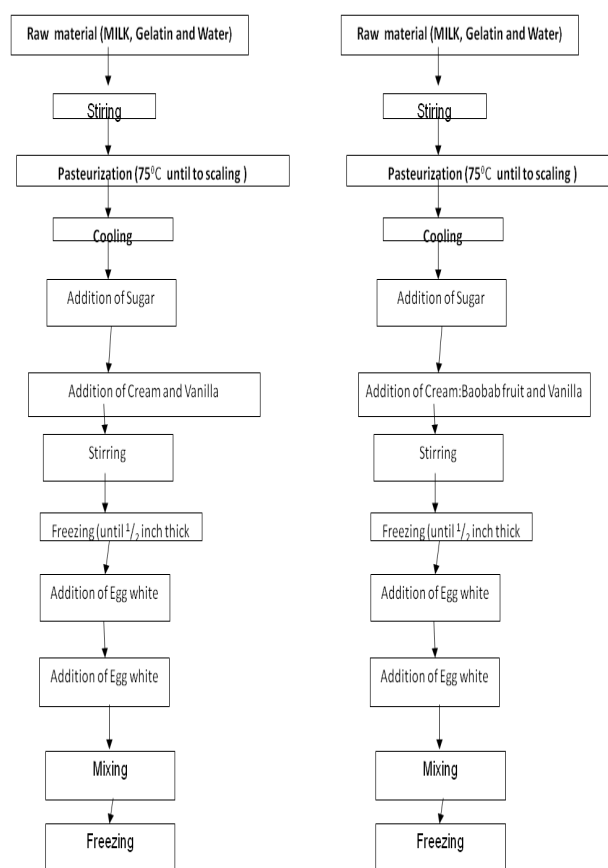 Raw material (MILK, Gelatin and Water)
Stiring
Pasteurization (75⁰C until to scaling )
Cooling
Addition of Sugar
Addition of Cream and Vanilla
Stirring
Freezing (until ¹/₂ inch thick
Addition of Egg white
Addition of Egg white
Mixing
Freezing
Raw material (MILK, Gelatin and Water)
Stiring
Pasteurization (75⁰C until to scaling )
Cooling
Addition of Sugar
Addition of Cream:Baobab fruit and Vanilla
Stirring
Freezing (until ¹/₂ inch thick
Addition of Egg white
Addition of Egg white
Mixing
Freezing